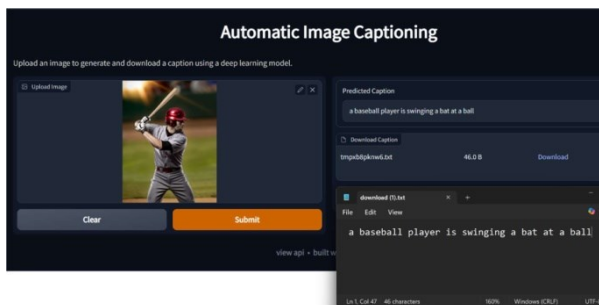 Automatic Image Captioning
Upload an image to generate and download a caption using a deep learning model.
Upload Image
Clear
Submit
Predicted Caption
a baseball player is swinging a bat at a ball
Download Caption
tmpxb8pknw6.txt 46.0 B Download
view api • built w
download (1).txt
File Edit View
a baseball player is swinging a bat at a ball
Ln 1, Col 47 46 characters 160% Windows (CRLF) UTF-